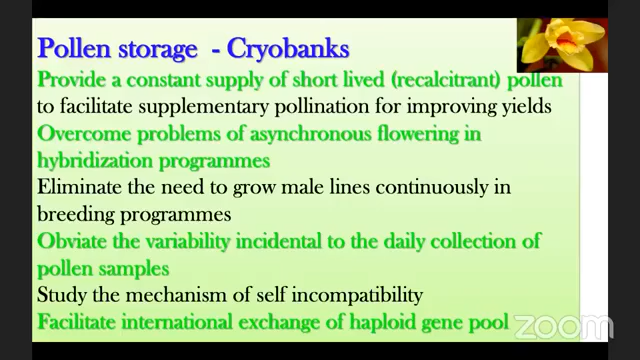 Pollen storage - Cryobanks
Provide a constant supply of short lived (recalcitrant) pollen
to facilitate supplementary pollination for improving yields
Overcome problems of asynchronous flowering in
hybridization programmes
Eliminate the need to grow male lines continuously in
breeding programmes
Obviate the variability incidental to the daily collection of
pollen samples
Study the mechanism of self incompatibility
Facilitate international exchange of haploid gene pool
zoom